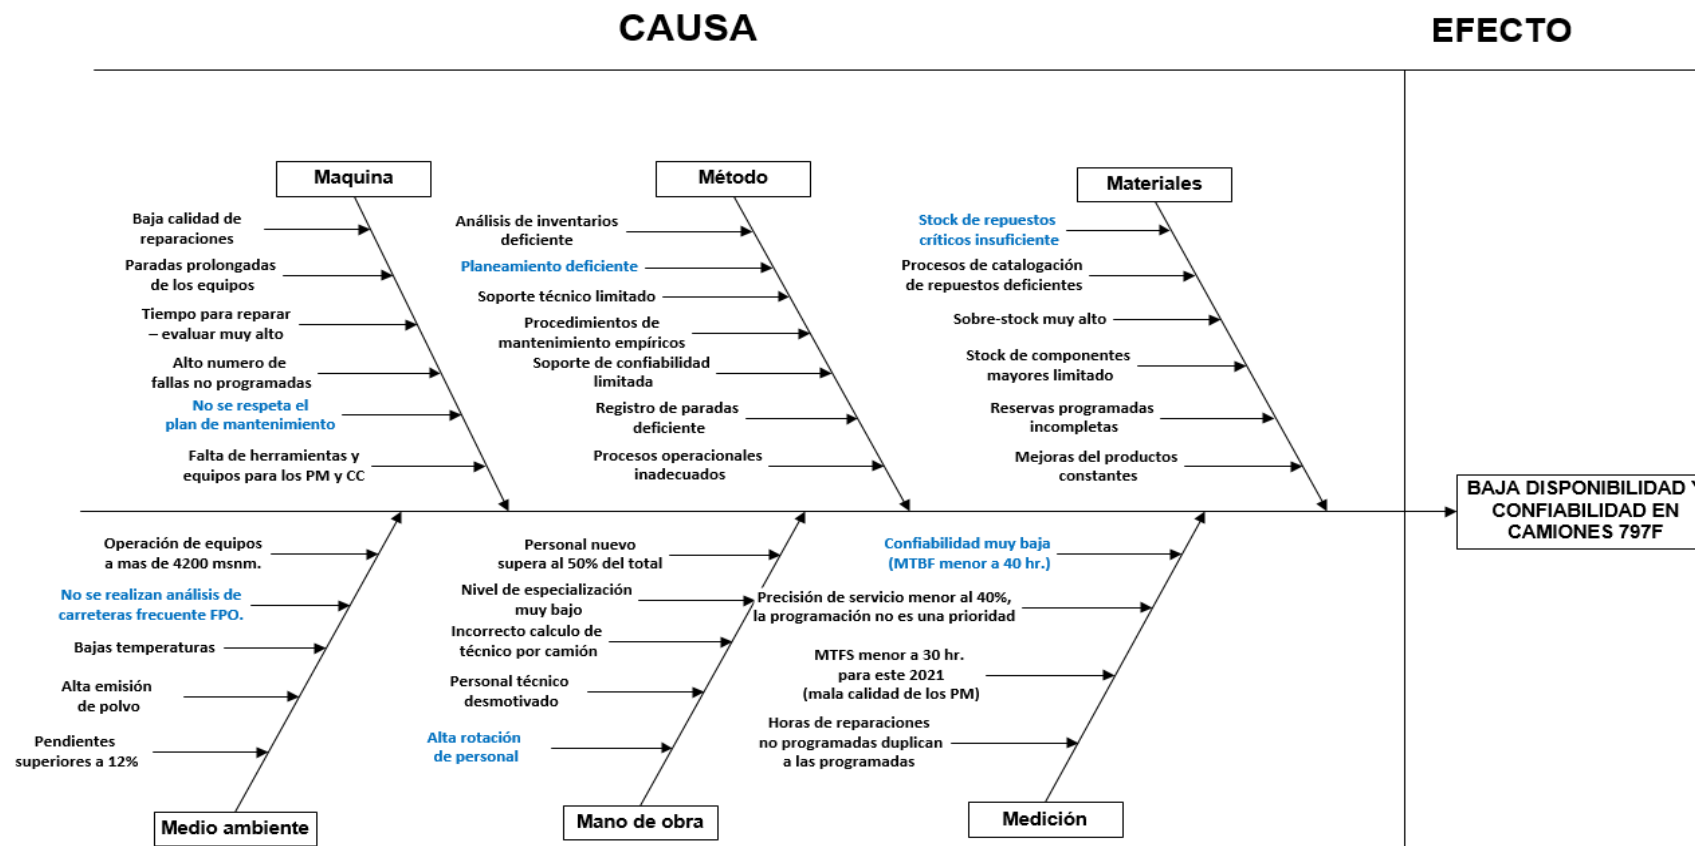 CAUSA
EFECTO
Maquina
Baja calidad de
reparaciones
Paradas prolongadas
de los equipos
Tiempo para reparar
– evaluar muy alto
Alto numero de
fallas no programadas
No se respeta el
plan de mantenimiento
Falta de herramientas y
equipos para los PM y CC
Método
Análisis de inventarios
deficiente
Planeamiento deficiente
Soporte técnico limitado
Procedimientos de
mantenimiento empíricos
Soporte de confiabilidad
limitada
Registro de paradas
deficiente
Procesos operacionales
inadecuados
Materiales
Stock de repuestos
críticos insuficiente
Procesos de catalogación
de repuestos deficientes
Sobre-stock muy alto
Stock de componentes
mayores limitado
Reservas programadas
incompletas
Mejoras del productos
constantes
BAJA DISPONIBILIDAD Y
CONFIABILIDAD EN
CAMIONES 797F
Operación de equipos
a mas de 4200 msnm.
No se realizan análisis de
carreteras frecuente FPO.
Bajas temperaturas
Alta emisión
de polvo
Pendientes
superiores a 12%
Medio ambiente
Personal nuevo
supera al 50% del total
Nivel de especialización
muy bajo
Incorrecto calculo de
técnico por camión
Personal técnico
desmotivado
Alta rotación
de personal
Mano de obra
Confiabilidad muy baja
(MTBF menor a 40 hr.)
Precisión de servicio menor al 40%,
la programación no es una prioridad
MTFS menor a 30 hr.
para este 2021
(mala calidad de los PM)
Horas de reparaciones
no programadas duplican
a las programadas
Medición